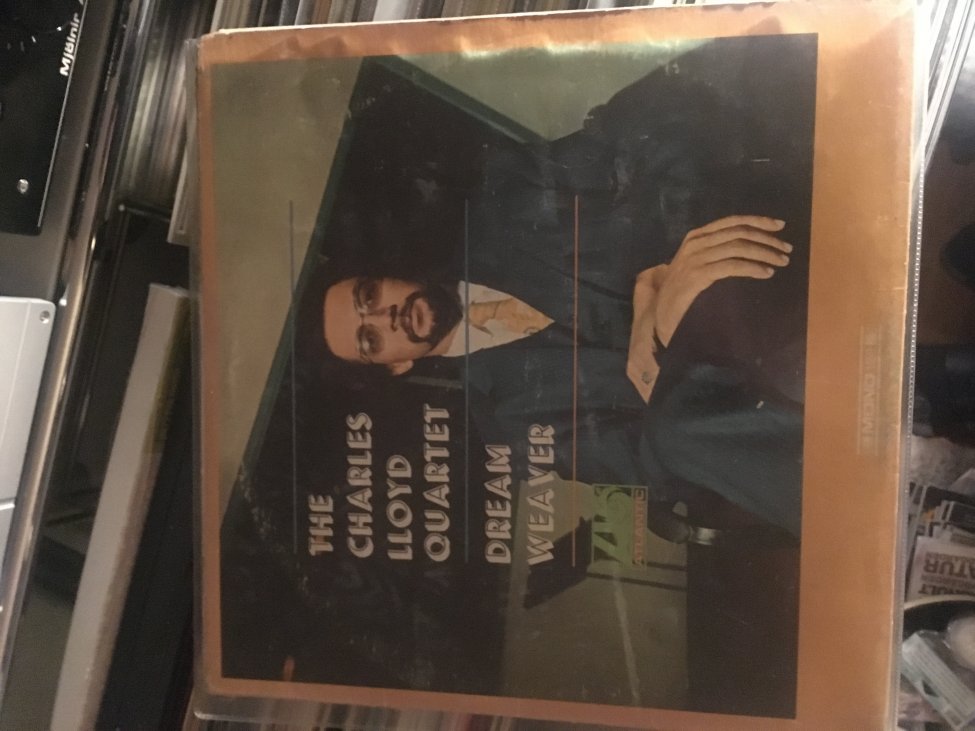 THE
CHARLES
LLOYD
QUARTET
DREAM
WEAVER
ATLANTIC
MONO